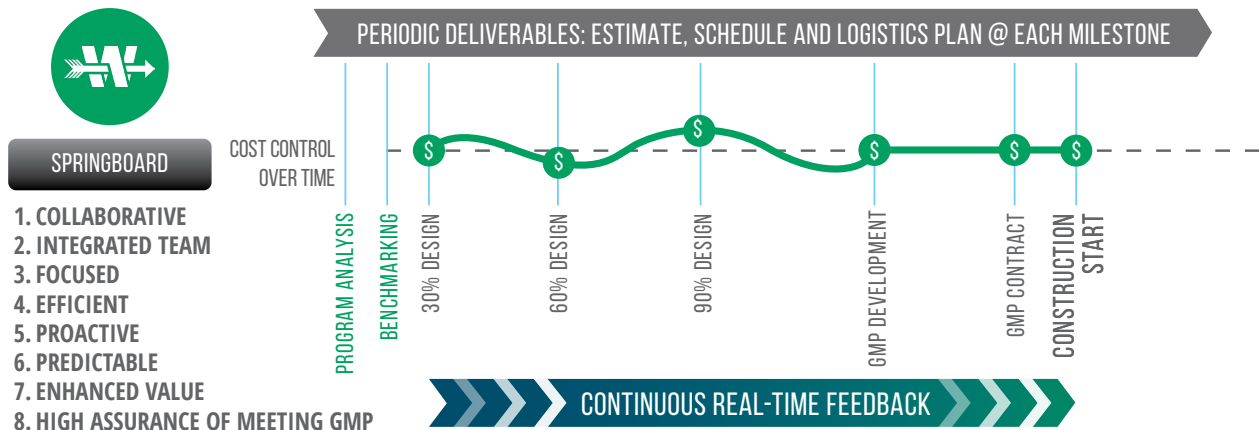 W
PERIODIC DELIVERABLES: ESTIMATE, SCHEDULE AND LOGISTICS PLAN @ EACH MILESTONE
SPRINGBOARD
1. COLLABORATIVE
2. INTEGRATED TEAM
3. FOCUSED
4. EFFICIENT
5. PROACTIVE
6. PREDICTABLE
7. ENHANCED VALUE
8. HIGH ASSURANCE OF MEETING GMP
COST CONTROL
OVER TIME
$
$
$
$
$
$
PROGRAM ANALYSIS
BENCHMARKING
30% DESIGN
60% DESIGN
90% DESIGN
GMP DEVELOPMENT
GMP CONTRACT
CONSTRUCTION
START
CONTINUOUS REAL-TIME FEEDBACK